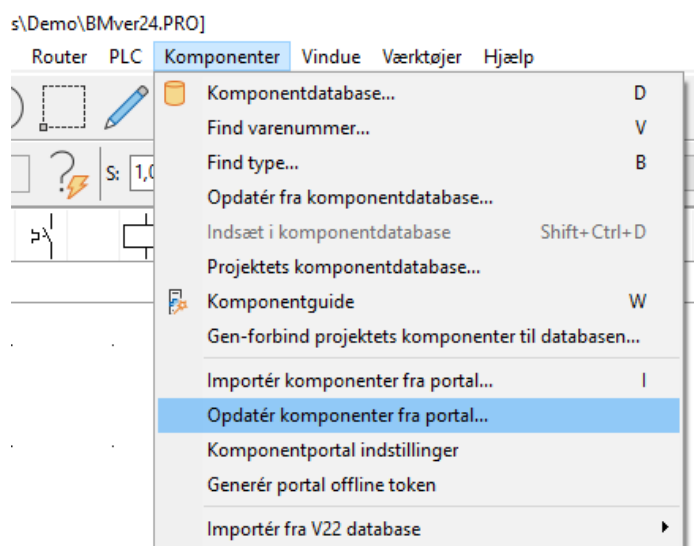 s\Demo\BMver24.PRO]
Router PLC Komponenter Vindue Værktøjer Hjælp
Komponentdatabase... D
Find varenummer... V
Find type... B
S: 1,0
Opdatér fra komponentdatabase...
Indsæt i komponentdatabase Shift+Ctrl+D
Projektets komponentdatabase...
Komponentguide W
Gen-forbind projektets komponenter til databasen...
Importér komponenter fra portal... I
Opdatér komponenter fra portal...
Komponentportal indstillinger
Generér portal offline token
Importér fra V22 database